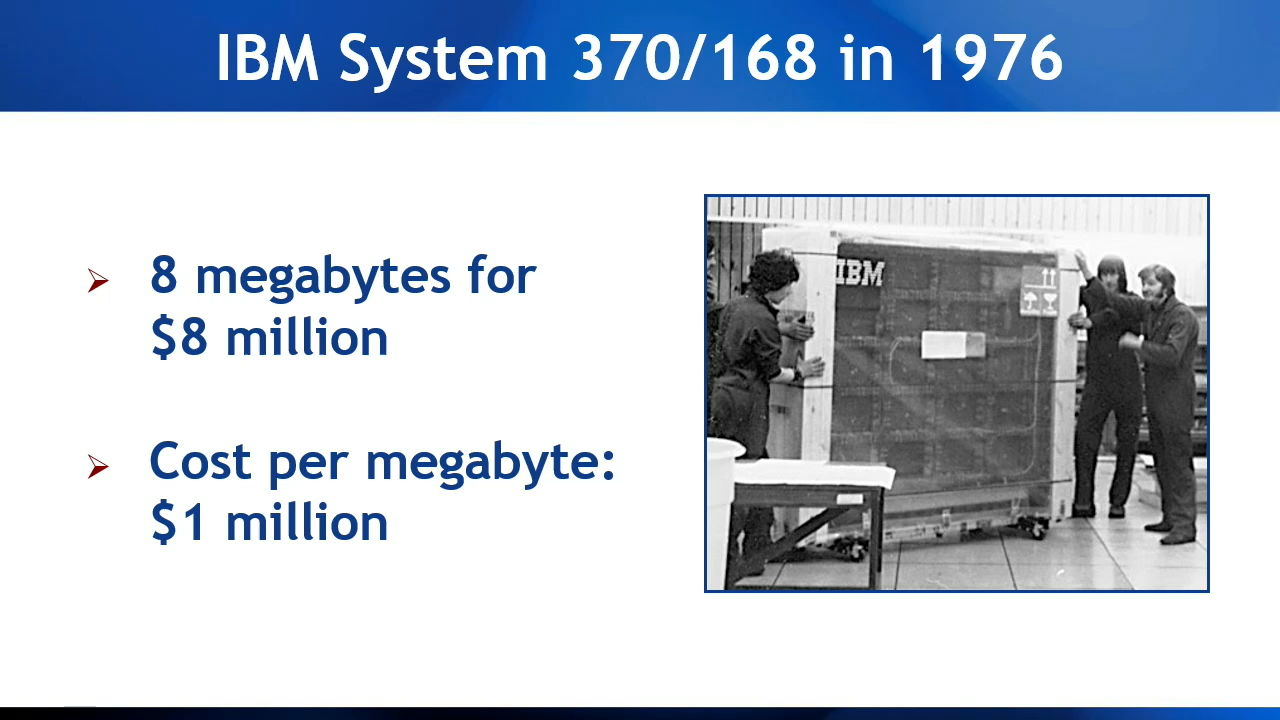 IBM System 370/168 in 1976
8 megabytes for
$8 million
Cost per megabyte:
$1 million
IBM